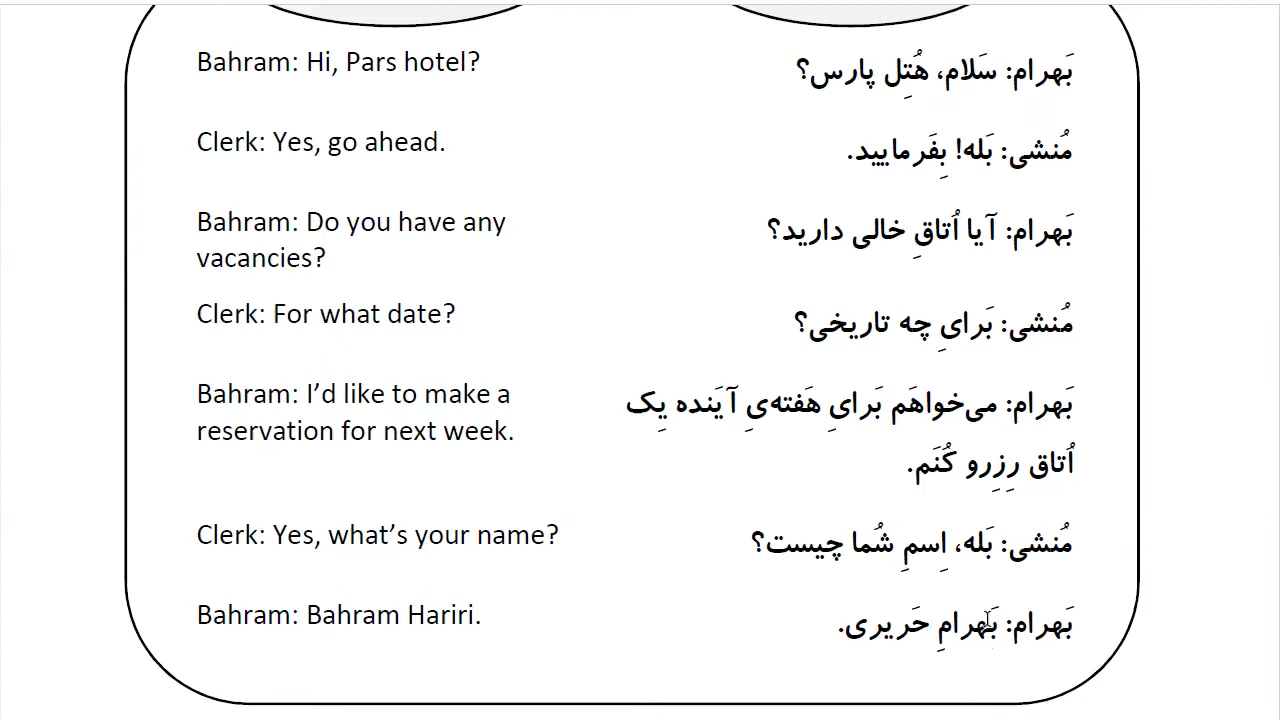 Bahram: Hi, Pars hotel?
بَهرام: سَلام، هُتِل پارس؟
Clerk: Yes, go ahead.
مُنشی: بَله! بِفَرمایید.
Bahram: Do you have any
vacancies?
بَهرام: آیا اُتاقِ خالی دارید؟
Clerk: For what date?
مُنشی: بَرایِ چه تاریخی؟
Bahram: I’d like to make a
reservation for next week.
بَهرام: می‌خواهَم بَرایِ هَفته‌یِ آیَنده یِک
اُتاق رِزِرو کُنَم.
Clerk: Yes, what’s your name?
مُنشی: بَله، اِسمِ شُما چیست؟
Bahram: Bahram Hariri.
بَهرام: بَهرامِ حَریری.